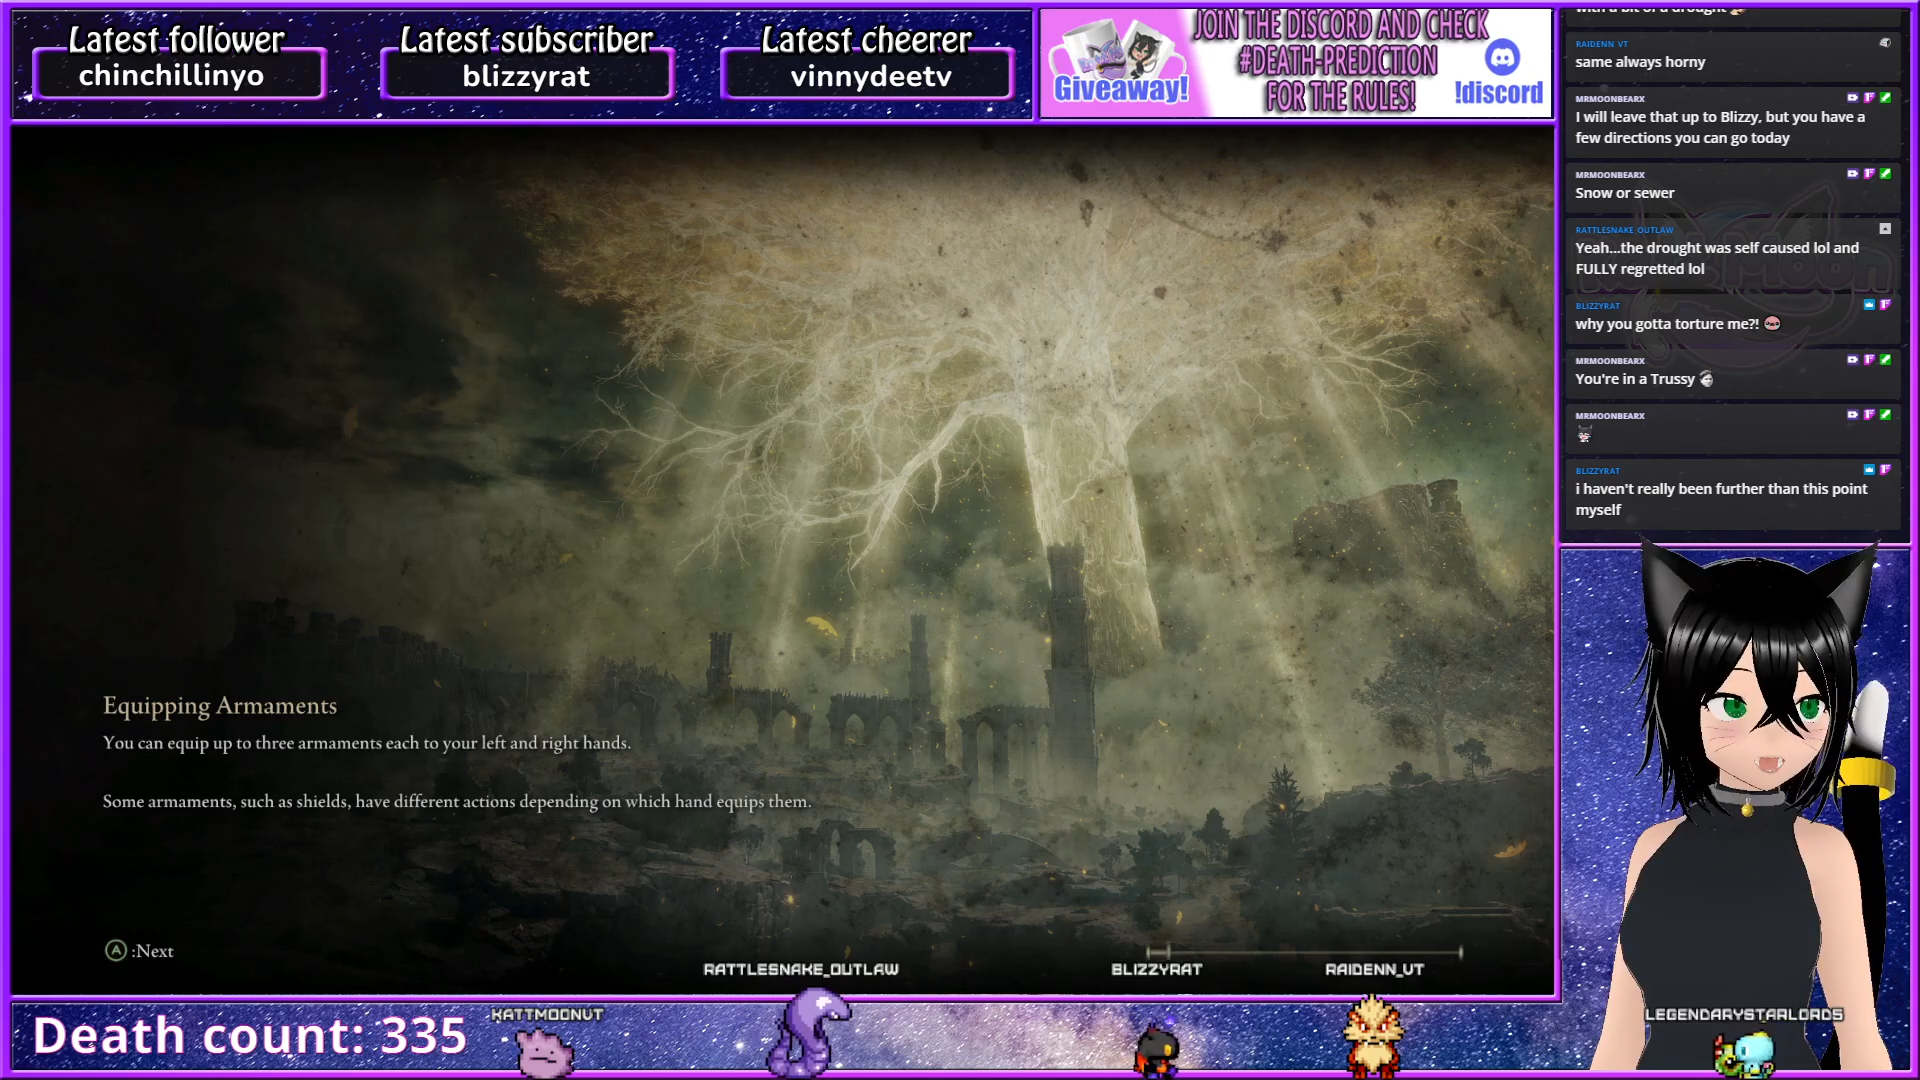 Latest follower
chinchillinyo
Latest subscriber
blizzyrat
Latest cheerer
vinnydeetv
Giveaway!
JOIN THE DISCORD AND CHECK
#DEATH-PREDICTION
FOR THE RULES!
!discord
with a bit of a drought
RAIDENN VT
same always horny
MRMOONBEARX
I will leave that up to Blizzy, but you have a
few directions you can go today
MRMOONBEARX
Snow or sewer
RATTLESNAKE OUTLAW
Yeah...the drought was self caused lol and
FULLY regretted lol
BLIZZYRAT
why you gotta torture me?!
MRMOONBEARX
You're in a Trussy
MRMOONBEARX
BLIZZYRAT
i haven't really been further than this point
myself
Equipping Armaments
You can equip up to three armaments each to your left and right hands.
Some armaments, such as shields, have different actions depending on which hand equips them.
A :Next
RATTLESNAKE_OUTLAW
BLIZZYRAT
RAIDENN_VT
Death count: 335
KATTMOONVT
LEGENDARYSTARLORDS